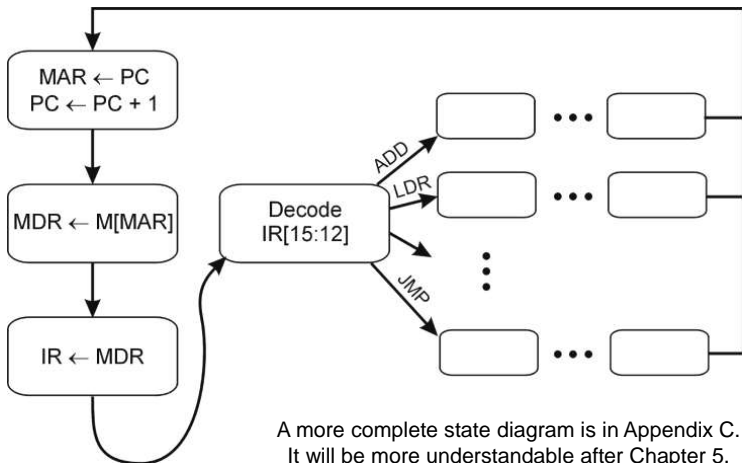 MAR ← PC
PC ← PC + 1
MDR ← M[MAR]
IR ← MDR
Decode
IR[15:12]
ADD
LDR
JMP
A more complete state diagram is in Appendix C.
It will be more understandable after Chapter 5.